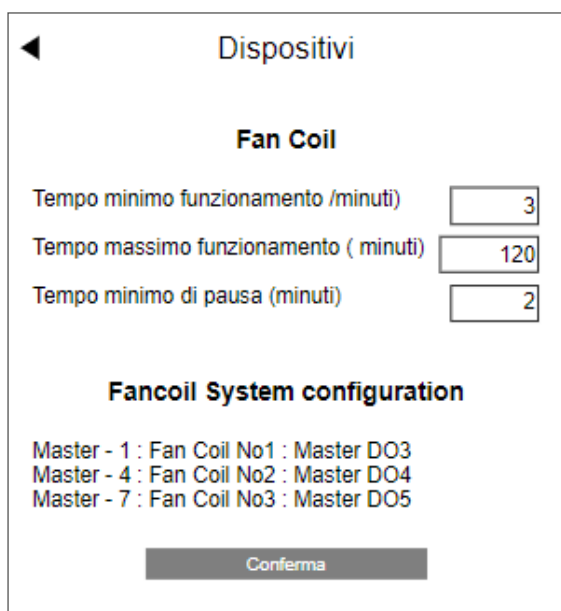 Dispositivi
Fan Coil
Tempo minimo funzionamento /minuti) 3
Tempo massimo funzionamento ( minuti) 120
Tempo minimo di pausa (minuti) 2
Fancoil System configuration
Master - 1 : Fan Coil No1 : Master DO3
Master - 4 : Fan Coil No2 : Master DO4
Master - 7 : Fan Coil No3 : Master DO5
Conferma